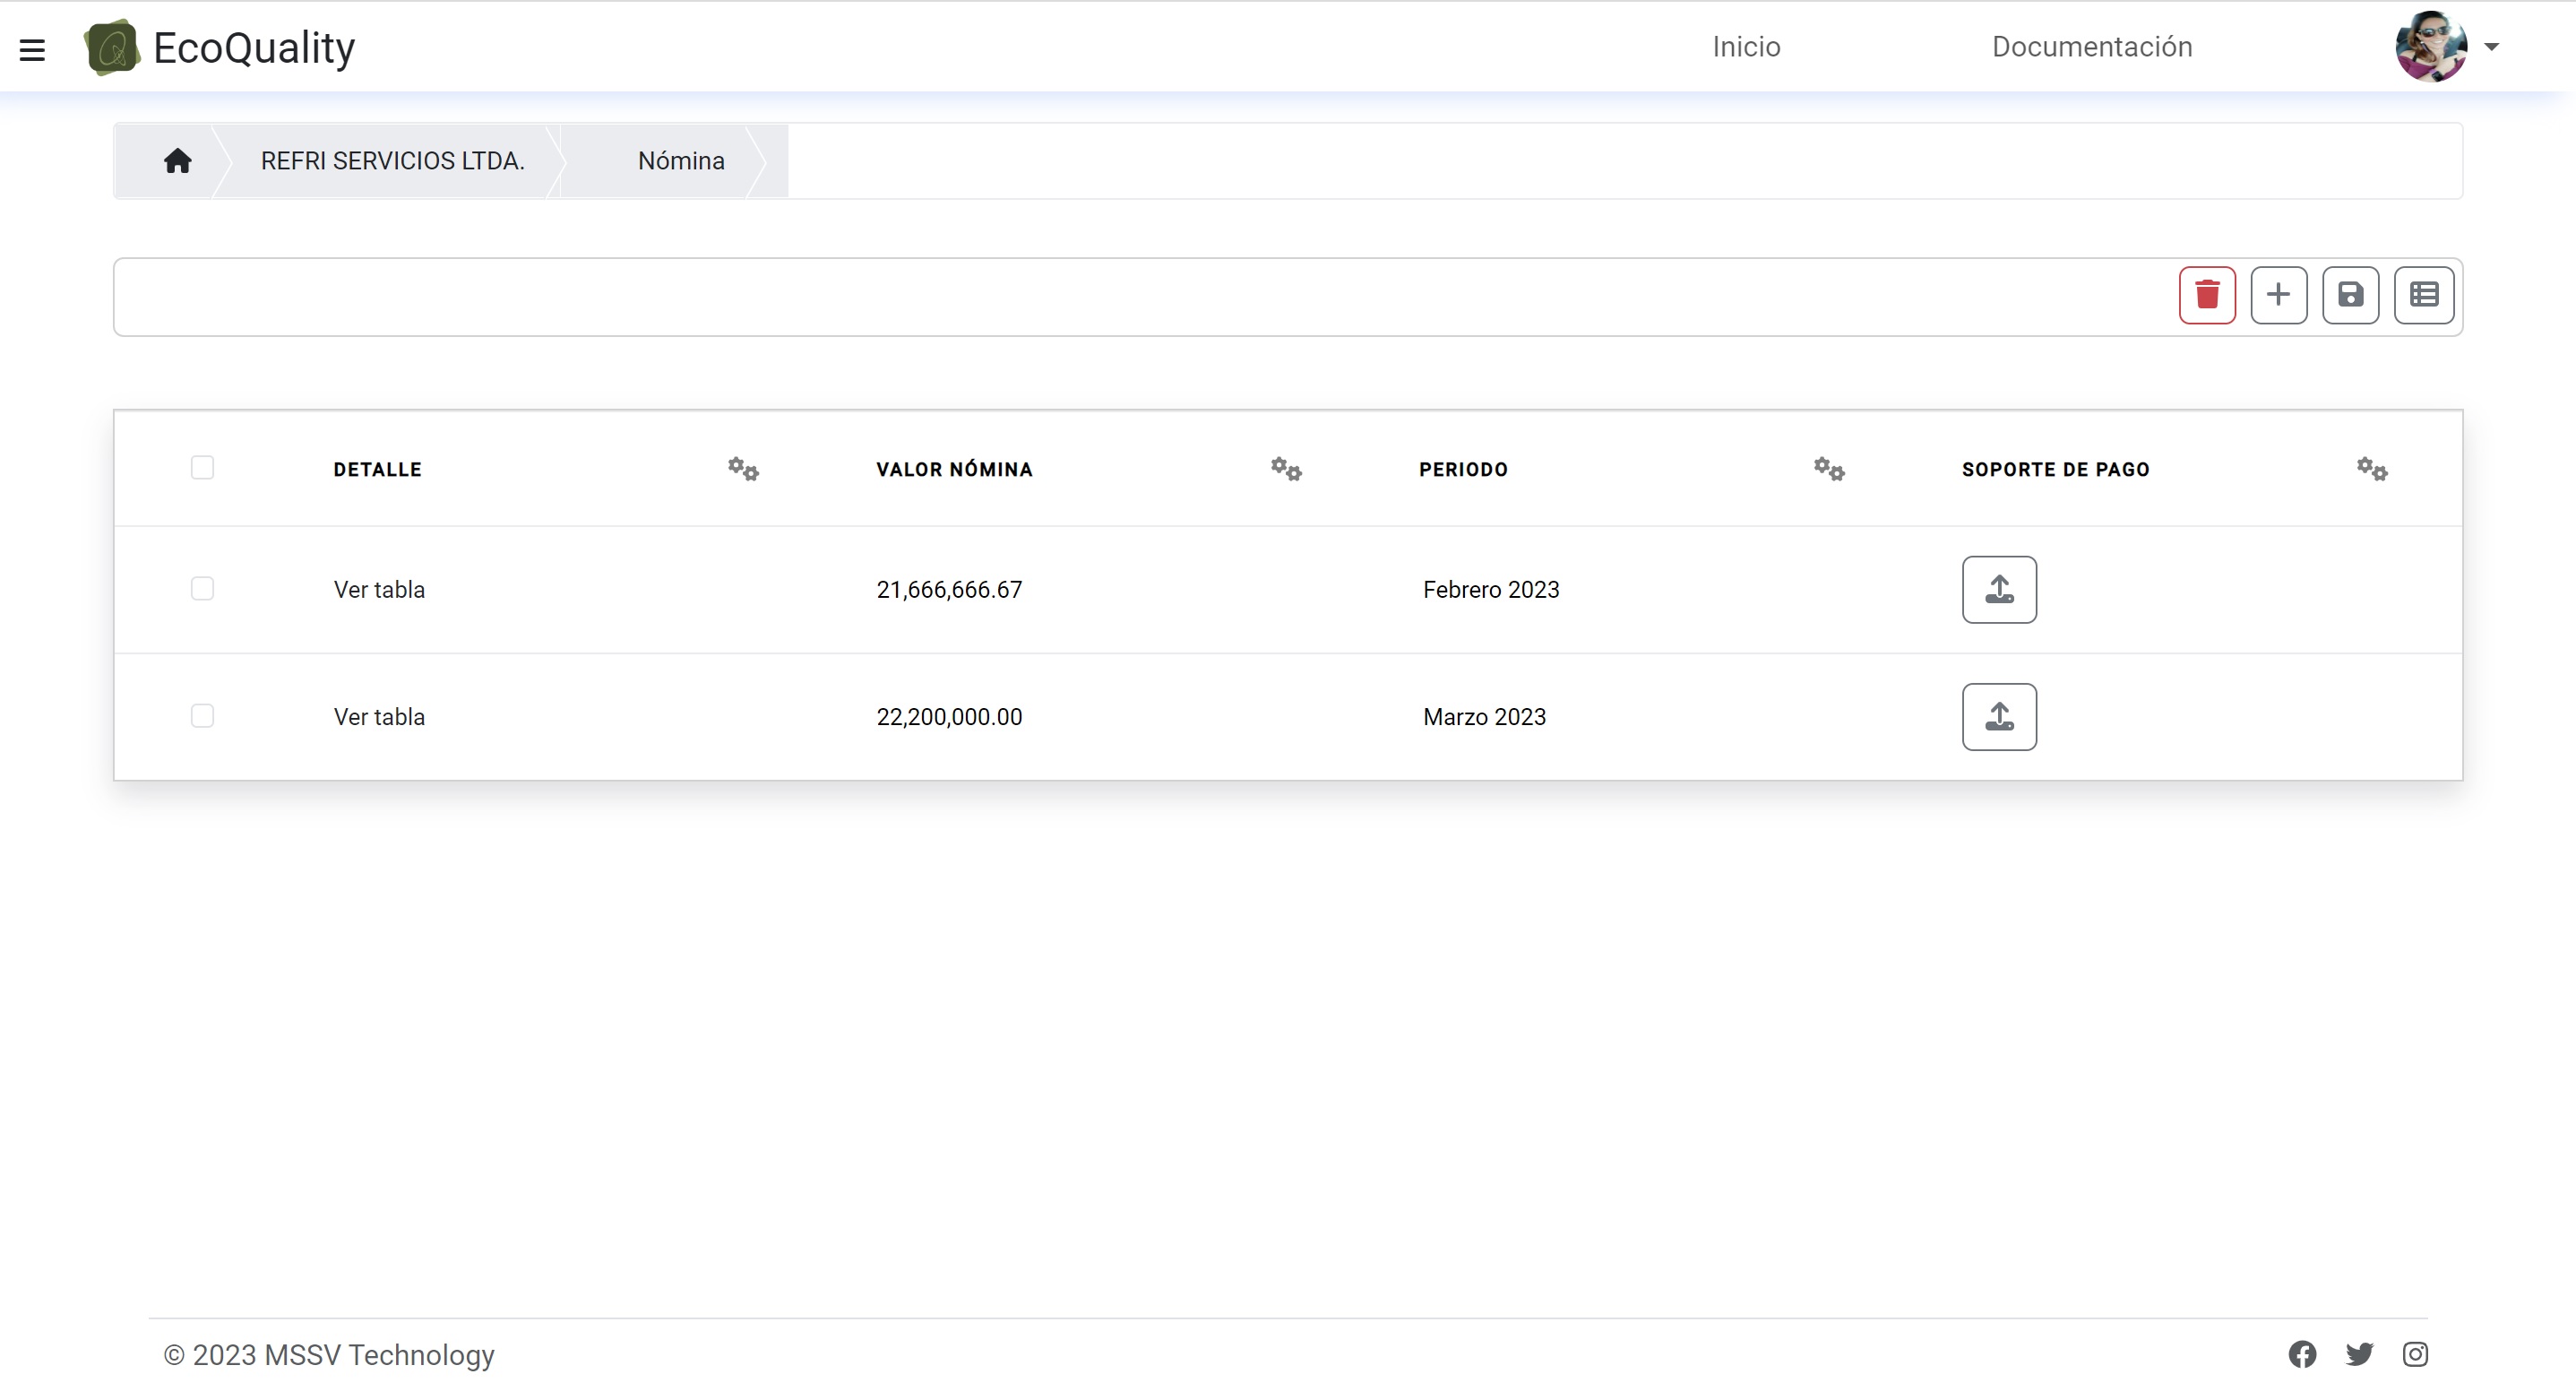 EcoQuality Inicio Documentación
REFRI SERVICIOS LTDA. Nómina
DETALLE VALOR NÓMINA PERIODO SOPORTE DE PAGO
Ver tabla 21,666,666.67 Febrero 2023
Ver tabla 22,200,000.00 Marzo 2023
© 2023 MSSV Technology